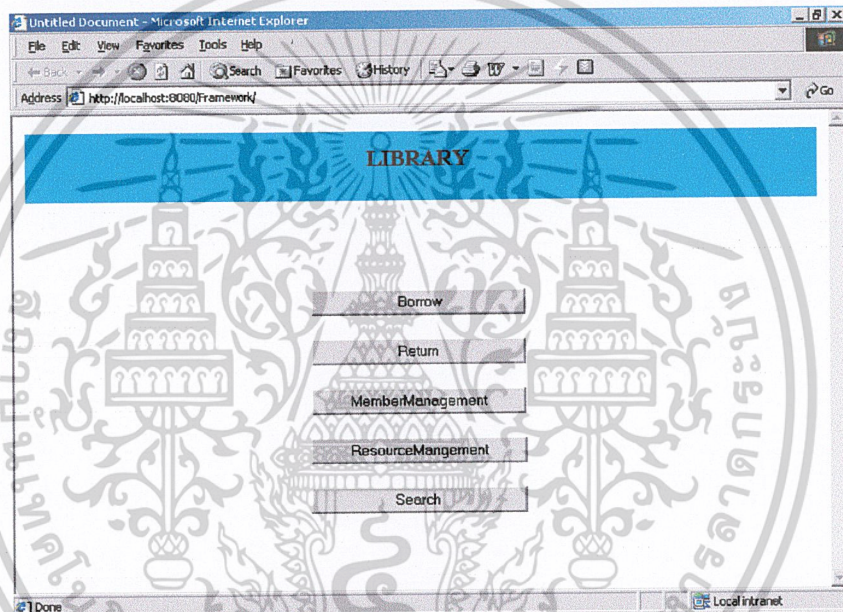 Untitled Document - Microsoft Internet Explorer
File Edit View Favorites Tools Help
Back Search Favorites History
Address http://localhost:8080/Framework/ Go
LIBRARY
Borrow
Return
MemberManagement
ResourceMangement
Search
Done Local intranet